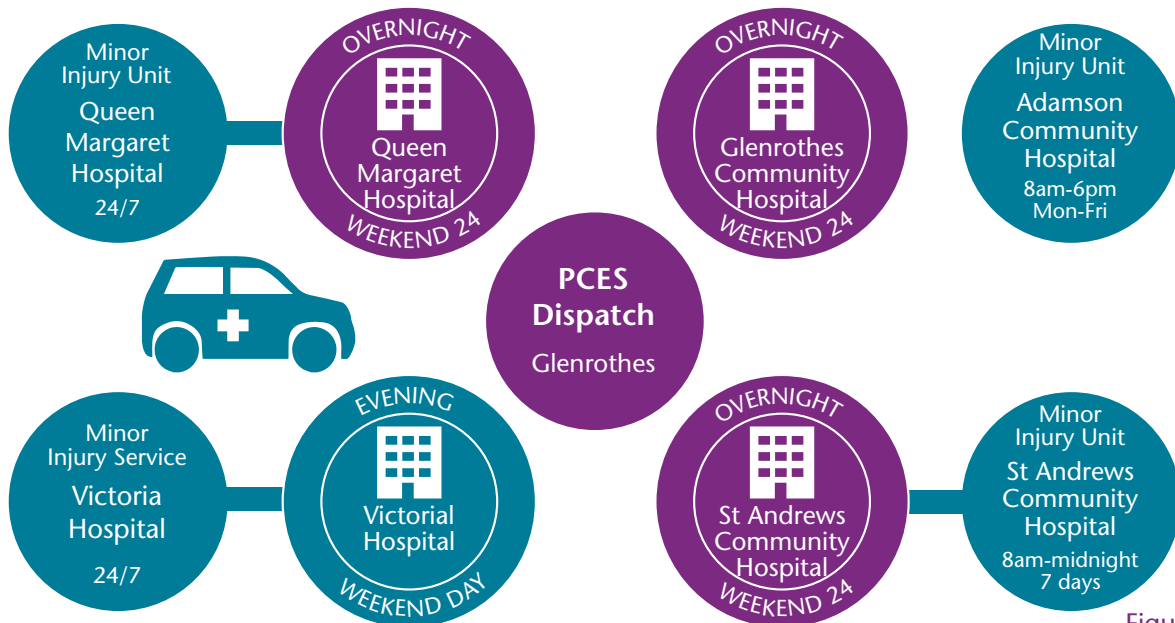 Minor
Injury Unit
Queen
Margaret
Hospital
24/7
OVERNIGHT
Queen
Margaret
Hospital
WEEKEND 24
OVERNIGHT
Glenrothes
Community
Hospital
WEEKEND 24
Minor
Injury Unit
Adamson
Community
Hospital
8am-6pm
Mon-Fri
PCES
Dispatch
Glenrothes
Minor
Injury Service
Victoria
Hospital
24/7
EVENING
Victorial
Hospital
WEEKEND DAY
OVERNIGHT
St Andrews
Community
Hospital
WEEKEND 24
Minor
Injury Unit
St Andrews
Community
Hospital
8am-midnight
7 days